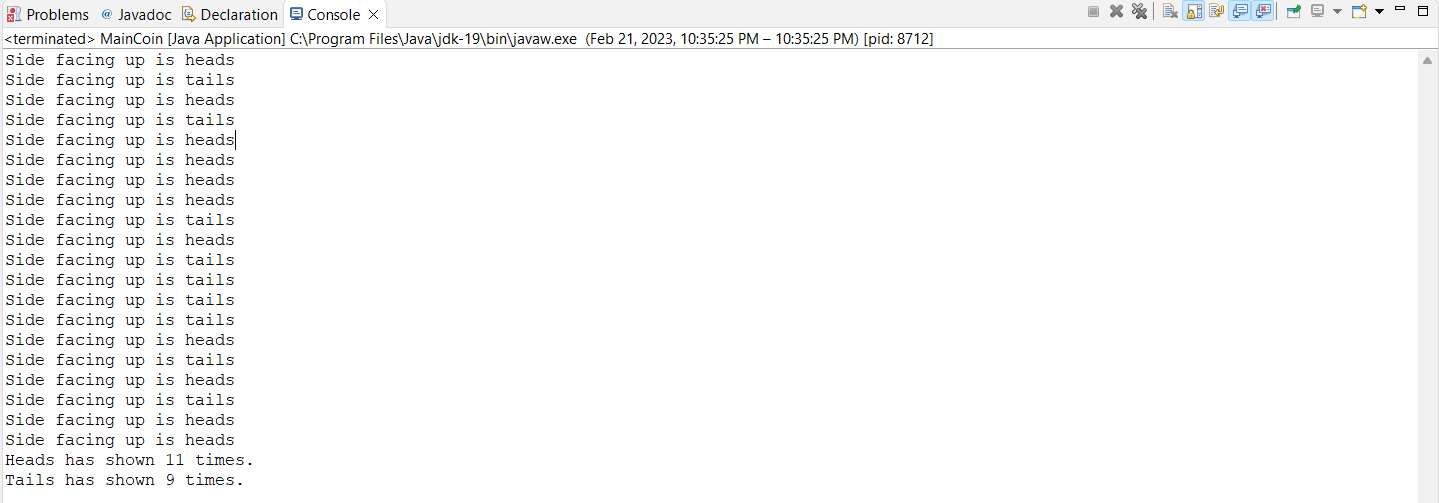 Problems @ Javadoc Declaration Console
<terminated> MainCoin [Java Application] C:\Program Files\Java\jdk-19\bin\javaw.exe (Feb 21, 2023, 10:35:25 PM – 10:35:25 PM) [pid: 8712]
Side facing up is heads
Side facing up is tails
Side facing up is heads
Side facing up is tails
Side facing up is heads
Side facing up is heads
Side facing up is heads
Side facing up is heads
Side facing up is tails
Side facing up is heads
Side facing up is tails
Side facing up is tails
Side facing up is tails
Side facing up is tails
Side facing up is heads
Side facing up is tails
Side facing up is heads
Side facing up is tails
Side facing up is heads
Side facing up is heads
Heads has shown 11 times.
Tails has shown 9 times.